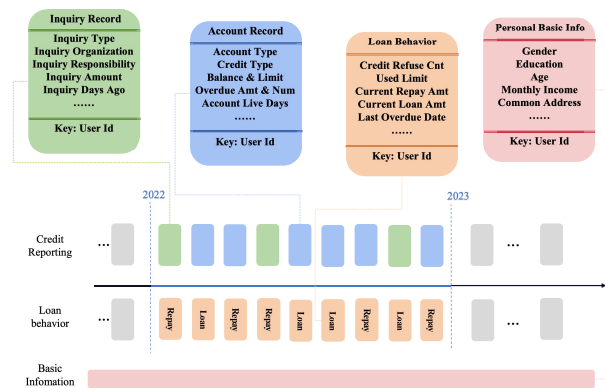 Inquiry Record
Inquiry Type
Inquiry Organization
Inquiry Responsibility
Inquiry Amount
Inquiry Days Ago
......
Key: User Id
Account Record
Account Type
Credit Type
Balance & Limit
Overdue Amt & Num
Account Live Days
......
Key: User Id
Loan Behavior
Credit Refuse Cnt
Used Limit
Current Repay Amt
Current Loan Amt
Last Overdue Date
......
Key: User Id
Personal Basic Info
Gender
Education
Age
Monthly Income
Common Address
......
Key: User Id
2022
2023
Credit
Reporting
...
...
Loan
behavior
...
Repay
Loan
Repay
Repay
Loan
Loan
Repay
Loan
Repay
...
Basic
Infomation